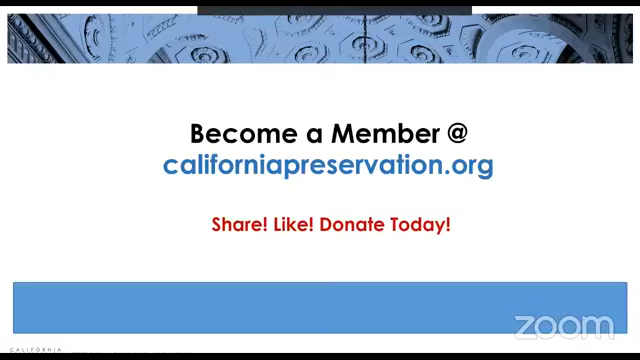 Become a Member @
californiapreservation.org
Share! Like! Donate Today!
zoom
CALIFORNIA